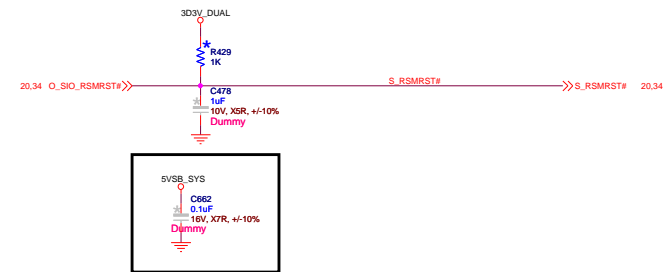 3D3V_DUAL
*
R429
1K
20,34 O_SIO_RSMRST#
S_RSMRST#
S_RSMRST# 20,34
*
C478
1uF
10V, X5R, +/-10%
Dummy
5VSB_SYS
*
C662
0.1uF
16V, X7R, +/-10%
Dummy